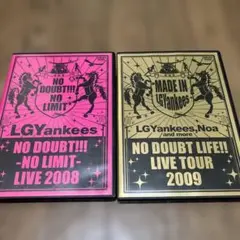 NO
DOUBT!!!
NO
LIMIT
LGYankees
NO DOUBT!!!
-NO LIMIT-
LIVE 2008
MADE IN
LGYankees
LGYankees,Noa
and more
NO DOUBT LIFE!!
LIVE TOUR
2009